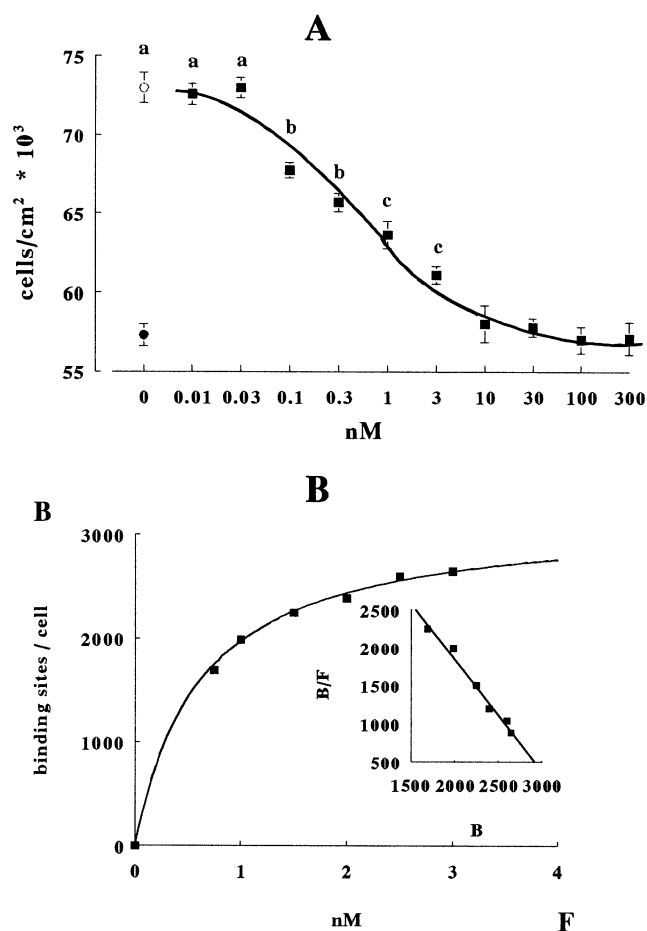 A
a
a
a
b
b
c
c
75
70
65
60
55
cells/cm² * 10³
0 0.01 0.03 0.1 0.3 1 3 10 30 100 300
nM
B
B
3000
2000
1000
0
binding sites / cell
2500
2000
1500
1000
500
B/F
1500 2000 2500 3000
B
0 1 2 3 4
nM
F